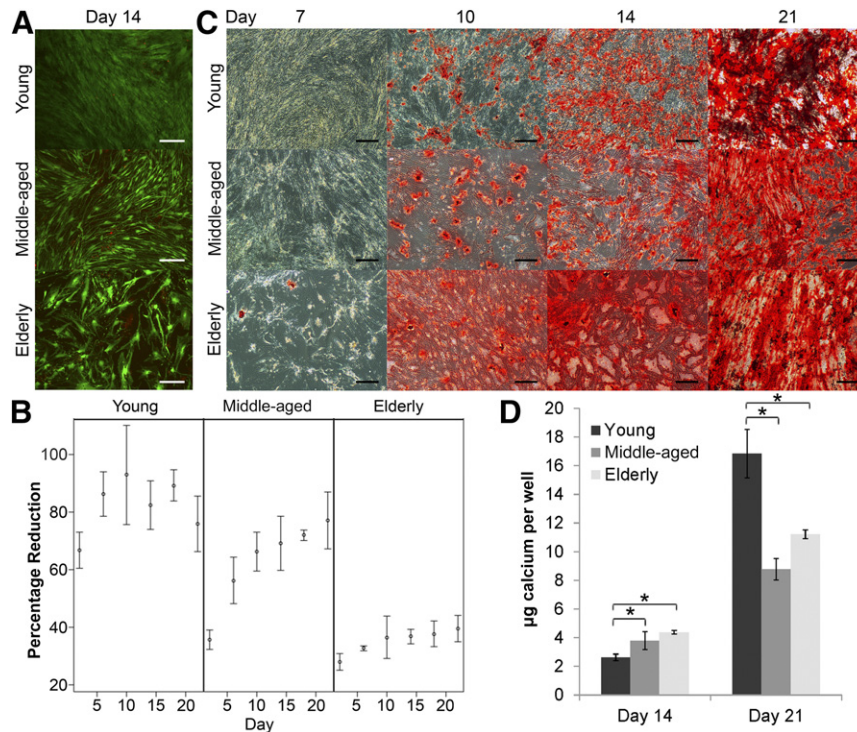 A Day 14
C Day 7 10 14 21
Young
Middle-aged
Elderly
Young
Middle-aged
Elderly
B
Young Middle-aged Elderly
Percentage Reduction
100
80
60
40
20
5 10 15 20 5 10 15 20 5 10 15 20
Day
D
µg calcium per well
20
18
16
14
12
10
8
6
4
2
0
Young
Middle-aged
Elderly
*
*
*
*
Day 14 Day 21